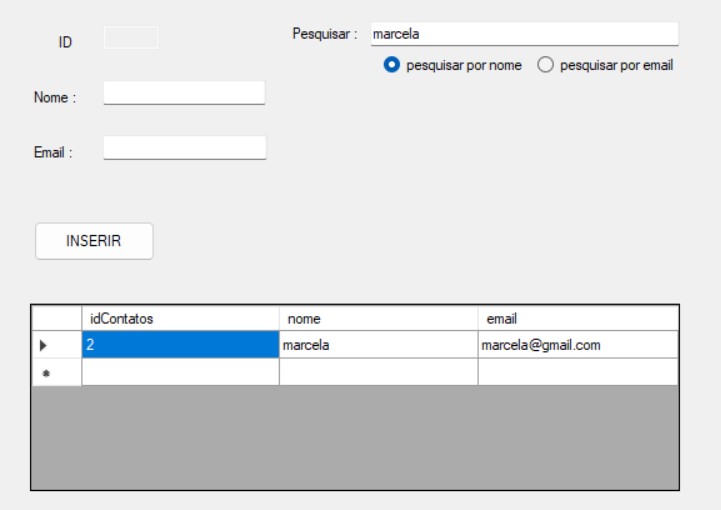 ID
Pesquisar : marcela
pesquisar por nome pesquisar por email
Nome :
Email :
INSERIR
idContatos nome email
2 marcela marcela@gmail.com